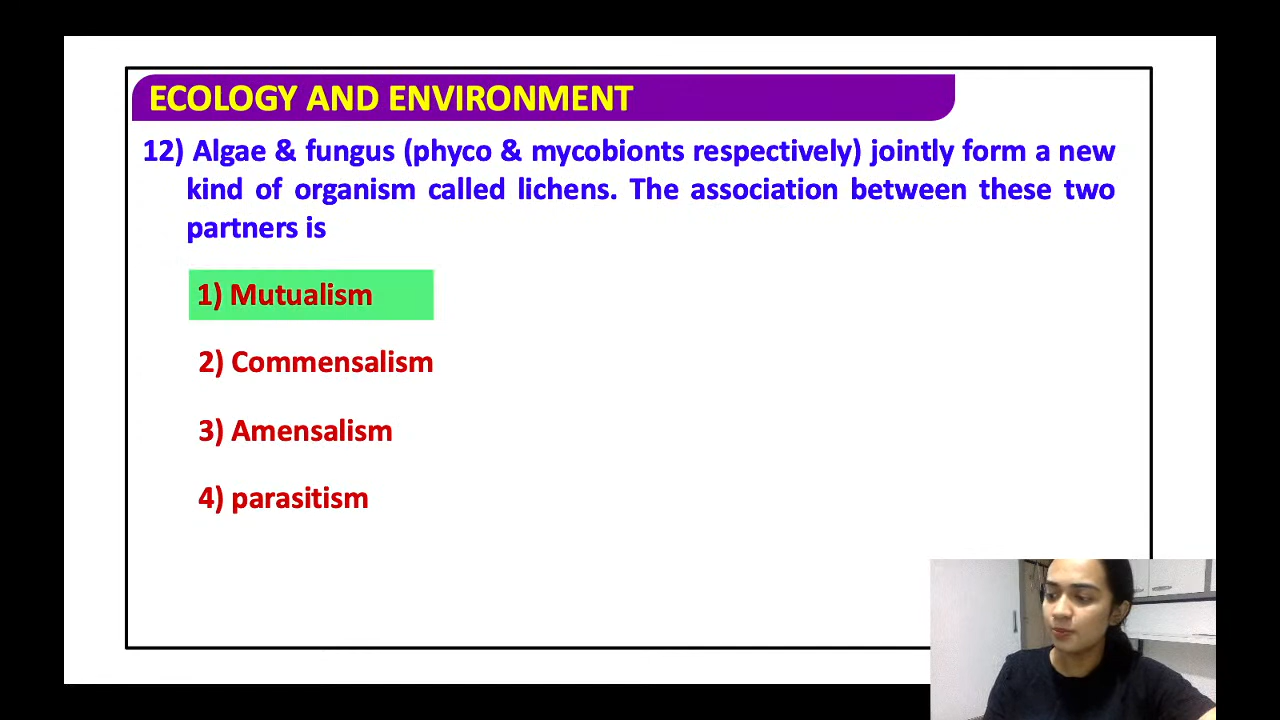 ECOLOGY AND ENVIRONMENT
12) Algae & fungus (phyco & mycobionts respectively) jointly form a new
kind of organism called lichens. The association between these two
partners is
1) Mutualism
2) Commensalism
3) Amensalism
4) parasitism